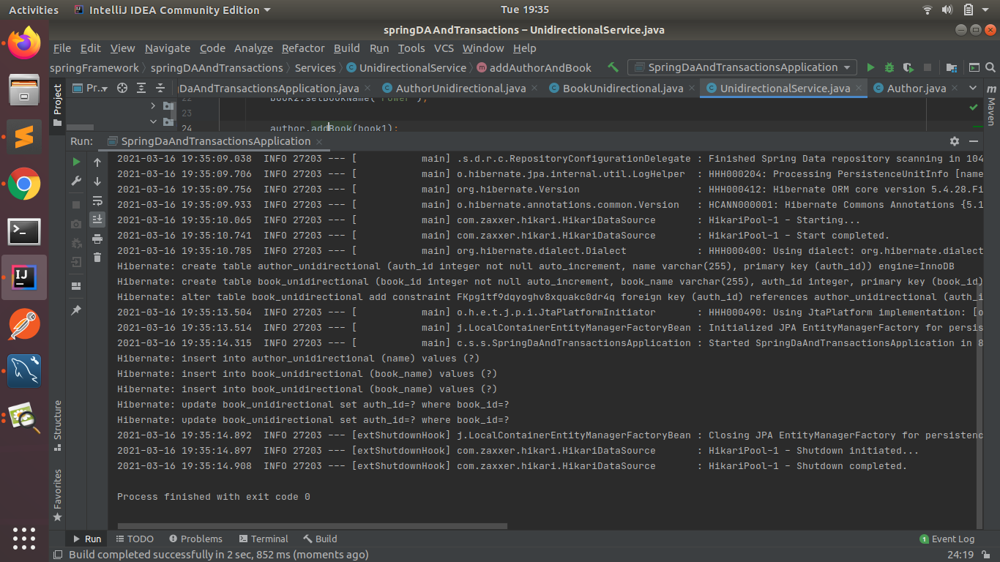 Activities IntelliJ IDEA Community Edition Tue 19:35
springDAAndTransactions – UnidirectionalService.java
File Edit View Navigate Code Analyze Refactor Build Run Tools VCS Window Help
springFramework springDAAndTransactions Services UnidirectionalService addAuthorAndBook SpringDaAndTransactionsApplication
Project Pr... DaAndTransactionsApplication.java AuthorUnidirectional.java BookUnidirectional.java UnidirectionalService.java Author.java Maven
22 book2.setBookName("Power");
23
24 author.addBook(book1);
Run: SpringDaAndTransactionsApplication
2021-03-16 19:35:09.038 INFO 27203 --- [ main] .s.d.r.c.RepositoryConfigurationDelegate : Finished Spring Data repository scanning in 104
2021-03-16 19:35:09.706 INFO 27203 --- [ main] o.hibernate.jpa.internal.util.LogHelper : HHH000204: Processing PersistenceUnitInfo [name
2021-03-16 19:35:09.756 INFO 27203 --- [ main] org.hibernate.Version : HHH000412: Hibernate ORM core version 5.4.28.Fi
2021-03-16 19:35:09.933 INFO 27203 --- [ main] o.hibernate.annotations.common.Version : HCANN000001: Hibernate Commons Annotations {5.1
2021-03-16 19:35:10.065 INFO 27203 --- [ main] com.zaxxer.hikari.HikariDataSource : HikariPool-1 - Starting...
2021-03-16 19:35:10.741 INFO 27203 --- [ main] com.zaxxer.hikari.HikariDataSource : HikariPool-1 - Start completed.
2021-03-16 19:35:10.785 INFO 27203 --- [ main] org.hibernate.dialect.Dialect : HHH000400: Using dialect: org.hibernate.dialect
Hibernate: create table author_unidirectional (auth_id integer not null auto_increment, name varchar(255), primary key (auth_id)) engine=InnoDB
Hibernate: create table book_unidirectional (book_id integer not null auto_increment, book_name varchar(255), auth_id integer, primary key (book_id)
Hibernate: alter table book_unidirectional add constraint FKpg1tf9dqyoghv8xquakc0dr4q foreign key (auth_id) references author_unidirectional (auth_i
2021-03-16 19:35:13.504 INFO 27203 --- [ main] o.h.e.t.j.p.i.JtaPlatformInitiator : HHH000490: Using JtaPlatform implementation: [o
2021-03-16 19:35:13.514 INFO 27203 --- [ main] j.LocalContainerEntityManagerFactoryBean : Initialized JPA EntityManagerFactory for persis
2021-03-16 19:35:14.315 INFO 27203 --- [ main] c.s.s.SpringDaAndTransactionsApplication : Started SpringDaAndTransactionsApplication in 8
Hibernate: insert into author_unidirectional (name) values (?)
Hibernate: insert into book_unidirectional (book_name) values (?)
Hibernate: insert into book_unidirectional (book_name) values (?)
Hibernate: update book_unidirectional set auth_id=? where book_id=?
Hibernate: update book_unidirectional set auth_id=? where book_id=?
2021-03-16 19:35:14.892 INFO 27203 --- [extShutdownHook] j.LocalContainerEntityManagerFactoryBean : Closing JPA EntityManagerFactory for persistenc
2021-03-16 19:35:14.897 INFO 27203 --- [extShutdownHook] com.zaxxer.hikari.HikariDataSource : HikariPool-1 - Shutdown initiated...
2021-03-16 19:35:14.908 INFO 27203 --- [extShutdownHook] com.zaxxer.hikari.HikariDataSource : HikariPool-1 - Shutdown completed.
Process finished with exit code 0
Structure
Favorites
Run TODO Problems Terminal Build 1 Event Log
Build completed successfully in 2 sec, 852 ms (moments ago) 24:19